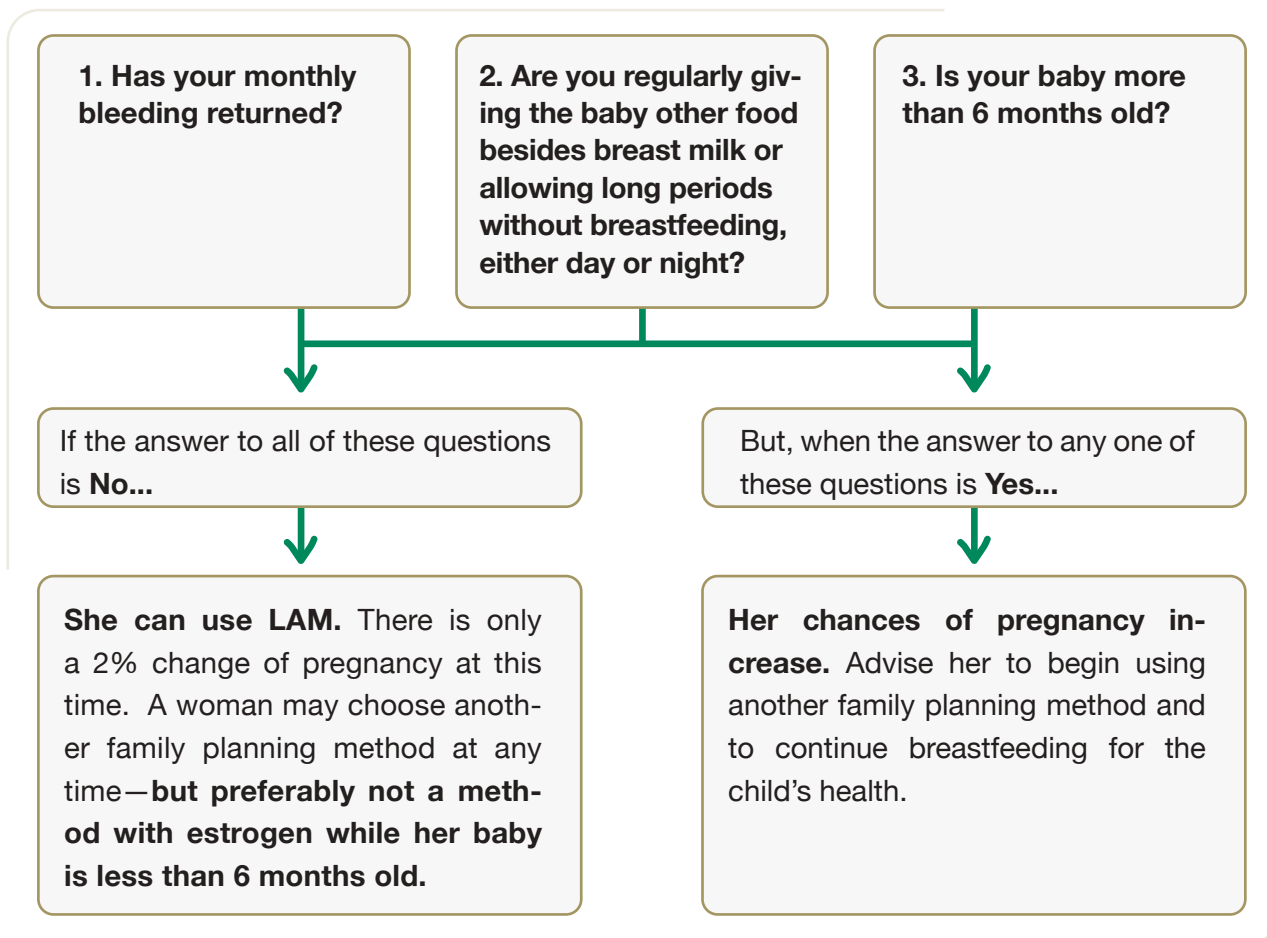 1. Has your monthly
bleeding returned?
2. Are you regularly giv-
ing the baby other food
besides breast milk or
allowing long periods
without breastfeeding,
either day or night?
3. Is your baby more
than 6 months old?
If the answer to all of these questions
is No...
But, when the answer to any one of
these questions is Yes...
She can use LAM. There is only
a 2% change of pregnancy at this
time. A woman may choose anoth-
er family planning method at any
time—but preferably not a meth-
od with estrogen while her baby
is less than 6 months old.
Her chances of pregnancy in-
crease. Advise her to begin using
another family planning method and
to continue breastfeeding for the
child's health.